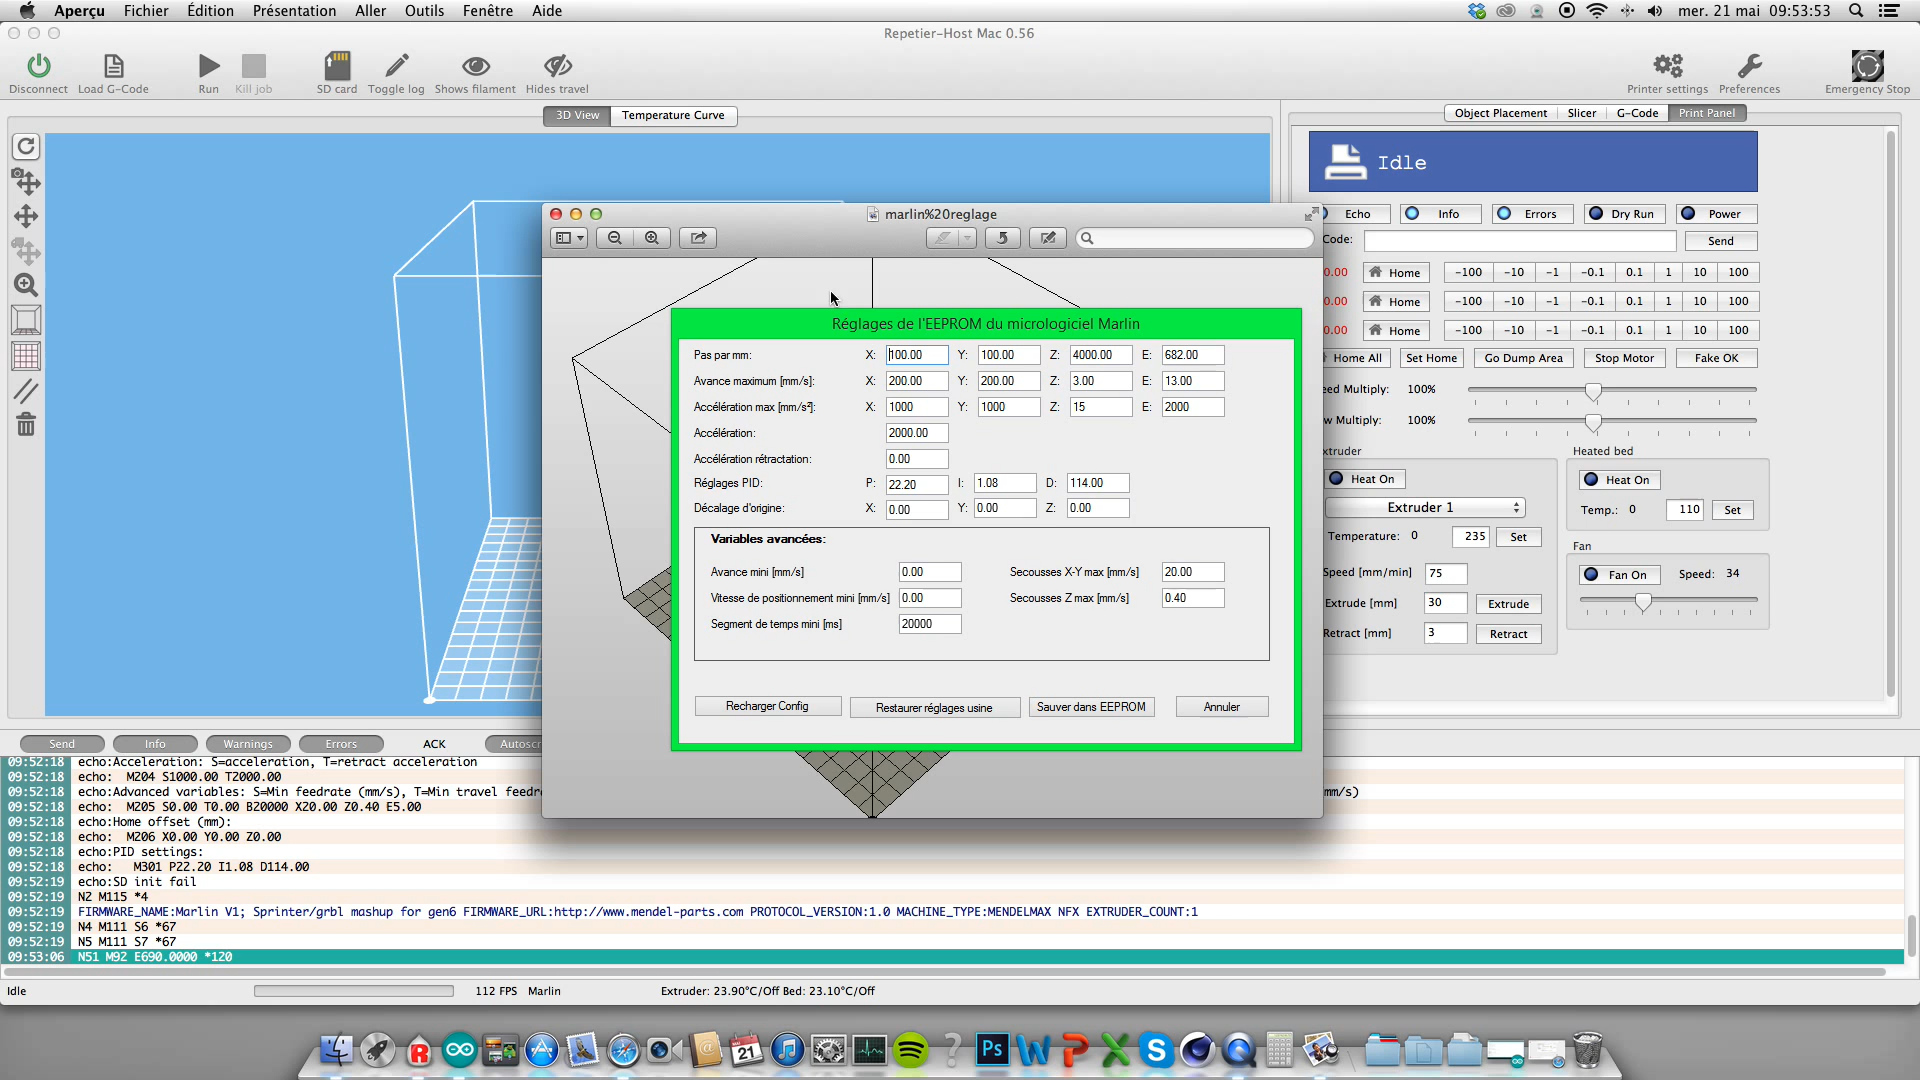 Aperçu Fichier Édition Présentation Aller Outils Fenêtre Aide mer. 21 mai 09:53:53
Repetier-Host Mac 0.56
Disconnect Load G-Code Run Kill job SD card Toggle log Shows filament Hides travel Printer settings Preferences Emergency Stop
3D View Temperature Curve
Object Placement Slicer G-Code Print Panel
Idle
marlin%20reglage
Echo Info Errors Dry Run Power
Code: Send
0.00 Home -100 -10 -1 -0.1 0.1 1 10 100
0.00 Home -100 -10 -1 -0.1 0.1 1 10 100
0.00 Home -100 -10 -1 -0.1 0.1 1 10 100
Home All Set Home Go Dump Area Stop Motor Fake OK
eed Multiply: 100%
w Multiply: 100%
xtruder Heated bed
Heat On Heat On
Extruder 1 Temp.: 0 110 Set
Temperature: 0 235 Set
Fan
Speed [mm/min] 75 Fan On Speed: 34
Extrude [mm] 30 Extrude
Retract [mm] 3 Retract
Réglages de l'EEPROM du micrologiciel Marlin
Pas par mm: X: 100.00 Y: 100.00 Z: 4000.00 E: 682.00
Avance maximum [mm/s]: X: 200.00 Y: 200.00 Z: 3.00 E: 13.00
Accélération max [mm/s²]: X: 1000 Y: 1000 Z: 15 E: 2000
Accélération: 2000.00
Accélération rétractation: 0.00
Réglages PID: P: 22.20 I: 1.08 D: 114.00
Décalage d'origine: X: 0.00 Y: 0.00 Z: 0.00
Variables avancées:
Avance mini [mm/s] 0.00 Secousses X-Y max [mm/s] 20.00
Vitesse de positionnement mini [mm/s] 0.00 Secousses Z max [mm/s] 0.40
Segment de temps mini [ms] 20000
Recharger Config Restaurer réglages usine Sauver dans EEPROM Annuler
Send Info Warnings Errors ACK Autoscr
09:52:18 echo:Acceleration: S=acceleration, T=retract acceleration
09:52:18 echo: M204 S1000.00 T2000.00
09:52:18 echo:Advanced variables: S=Min feedrate (mm/s), T=Min travel feedr mm/s)
09:52:18 echo: M205 S0.00 T0.00 B20000 X20.00 Z0.40 E5.00
09:52:18 echo:Home offset (mm):
09:52:18 echo: M206 X0.00 Y0.00 Z0.00
09:52:18 echo:PID settings:
09:52:18 echo: M301 P22.20 I1.08 D114.00
09:52:19 echo:SD init fail
09:52:19 N2 M115 *4
09:52:19 FIRMWARE_NAME:Marlin V1; Sprinter/grbl mashup for gen6 FIRMWARE_URL:http://www.mendel-parts.com PROTOCOL_VERSION:1.0 MACHINE_TYPE:MENDELMAX NFX EXTRUDER_COUNT:1
09:52:19 N4 M111 S6 *67
09:52:19 N5 M111 S7 *67
09:53:06 N51 M92 E690.0000 *120
Idle 112 FPS Marlin Extruder: 23.90°C/Off Bed: 23.10°C/Off
MAI 21 Ps